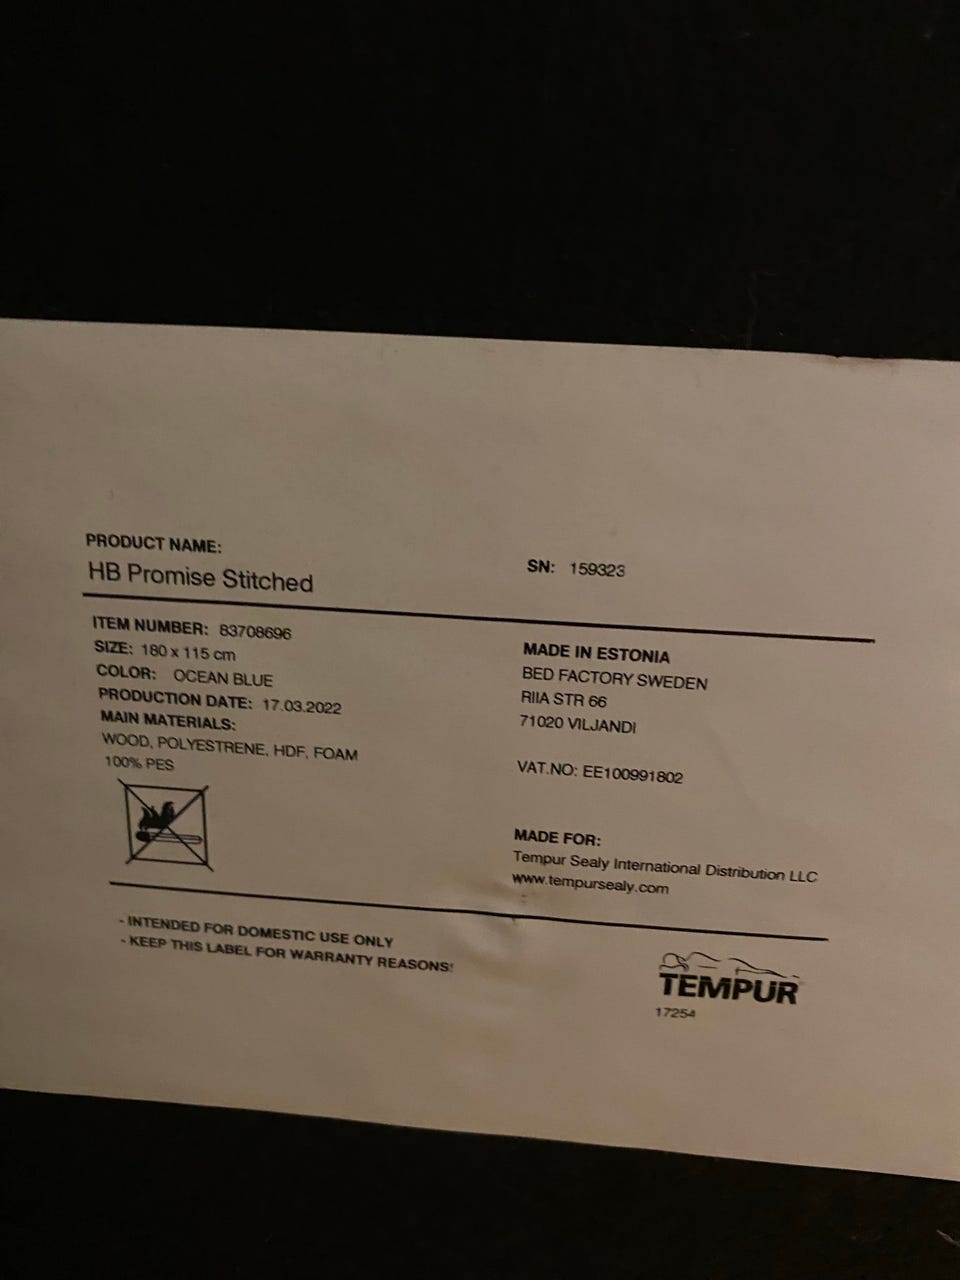 PRODUCT NAME:
HB Promise Stitched
SN: 159323
ITEM NUMBER: 83708696
SIZE: 180 x 115 cm
COLOR: OCEAN BLUE
PRODUCTION DATE: 17.03.2022
MAIN MATERIALS:
WOOD, POLYESTRENE, HDF, FOAM
100% PES
MADE IN ESTONIA
BED FACTORY SWEDEN
RIIA STR 66
71020 VILJANDI
VAT.NO: EE100991802
MADE FOR:
Tempur Sealy International Distribution LLC
www.tempursealy.com
- INTENDED FOR DOMESTIC USE ONLY
- KEEP THIS LABEL FOR WARRANTY REASONS!
TEMPUR
17254